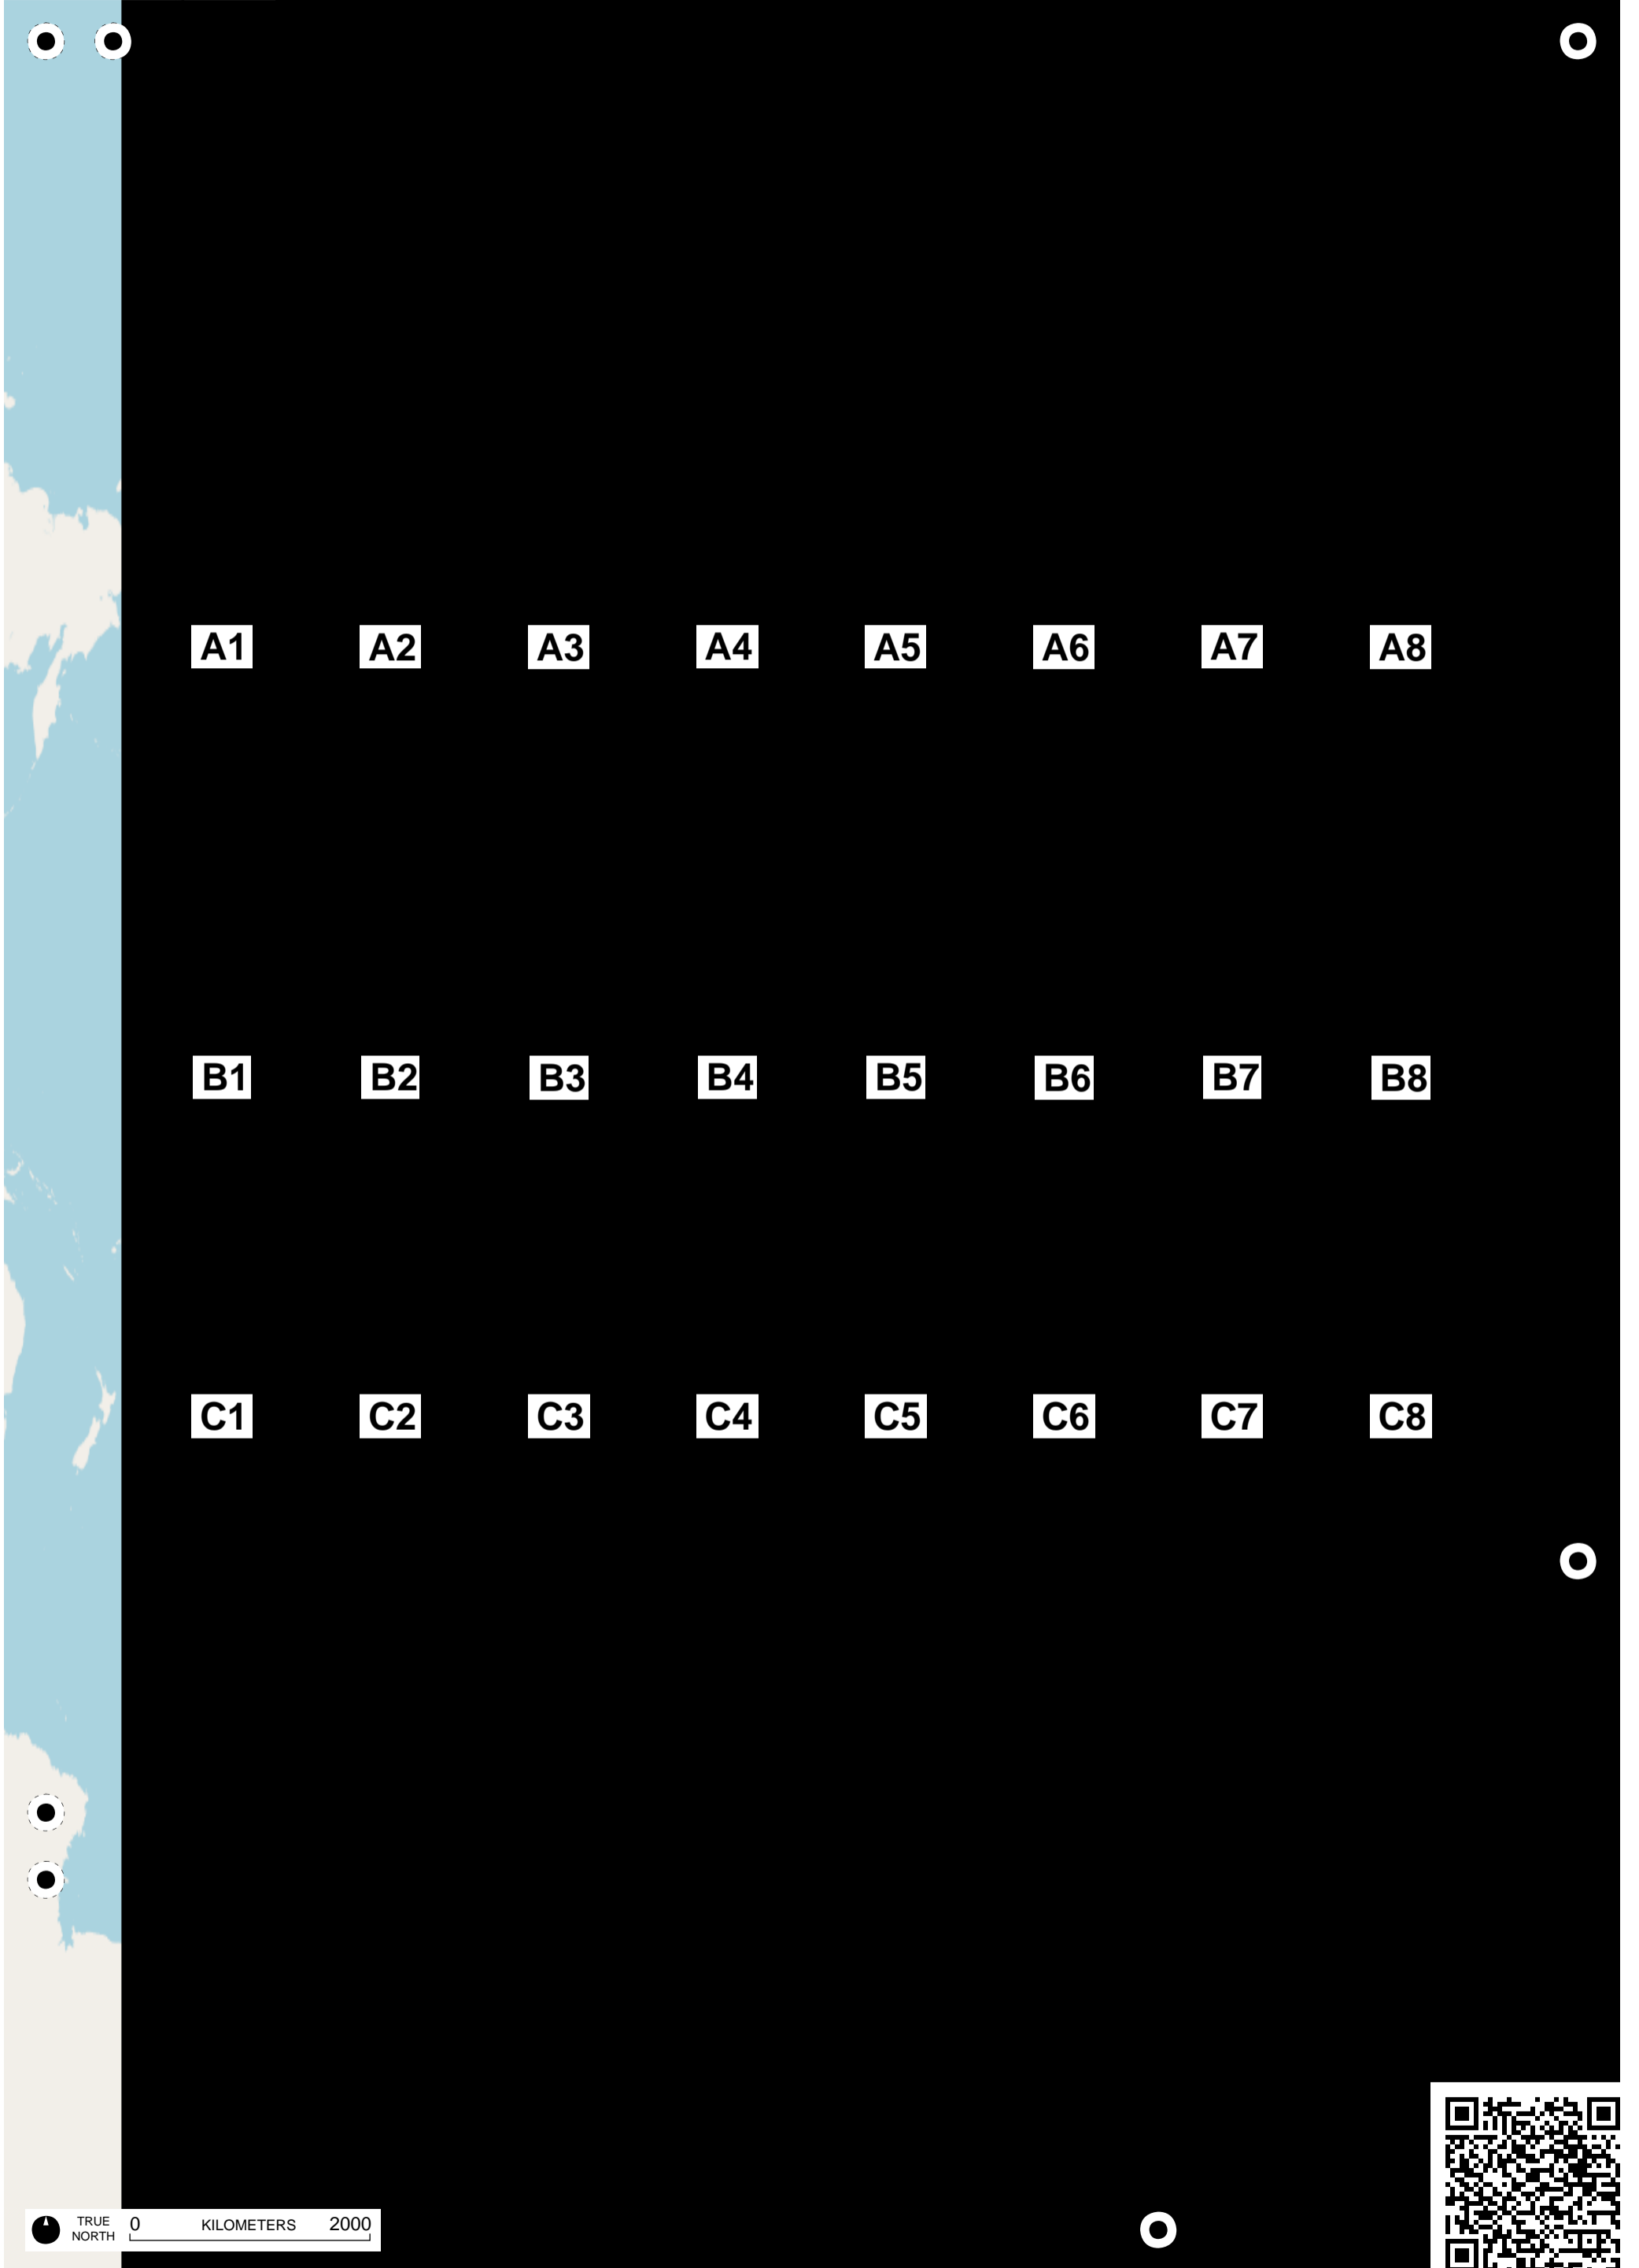 A1 A2 A3 A4 A5 A6 A7 A8
B1 B2 B3 B4 B5 B6 B7 B8
C1 C2 C3 C4 C5 C6 C7 C8
TRUE
NORTH
0 KILOMETERS 2000